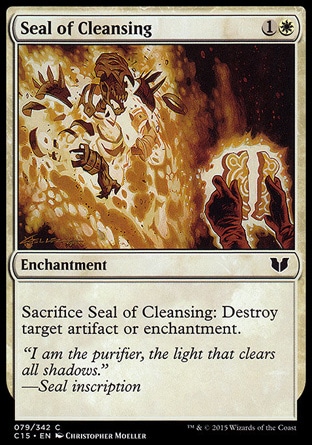 Seal of Cleansing 1
Enchantment
Sacrifice Seal of Cleansing: Destroy
target artifact or enchantment.
"I am the purifier, the light that clears
all shadows."
—Seal inscription
079/342 C
C15 • EN Christopher Moeller
™ & © 2015 Wizards of the Coast